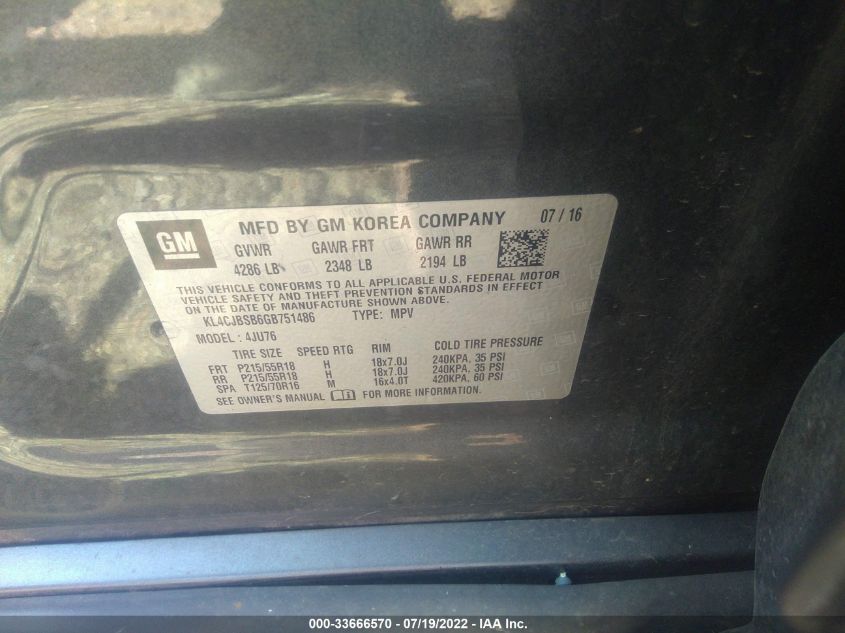 GM
MFD BY GM KOREA COMPANY 07 / 16
GVWR GAWR FRT GAWR RR
4286 LB 2348 LB 2194 LB
THIS VEHICLE CONFORMS TO ALL APPLICABLE U.S. FEDERAL MOTOR
VEHICLE SAFETY AND THEFT PREVENTION STANDARDS IN EFFECT
ON THE DATE OF MANUFACTURE SHOWN ABOVE.
KL4CJBSB6GB751486 TYPE: MPV
MODEL : 4JU76
TIRE SIZE SPEED RTG RIM COLD TIRE PRESSURE
FRT P215/55R18 H 18x7.0J 240KPA, 35 PSI
RR P215/55R18 H 18x7.0J 240KPA, 35 PSI
SPA T125/70R16 M 16x4.0T 420KPA, 60 PSI
SEE OWNER'S MANUAL FOR MORE INFORMATION.
000-33666570 - 07/19/2022 - IAA Inc.